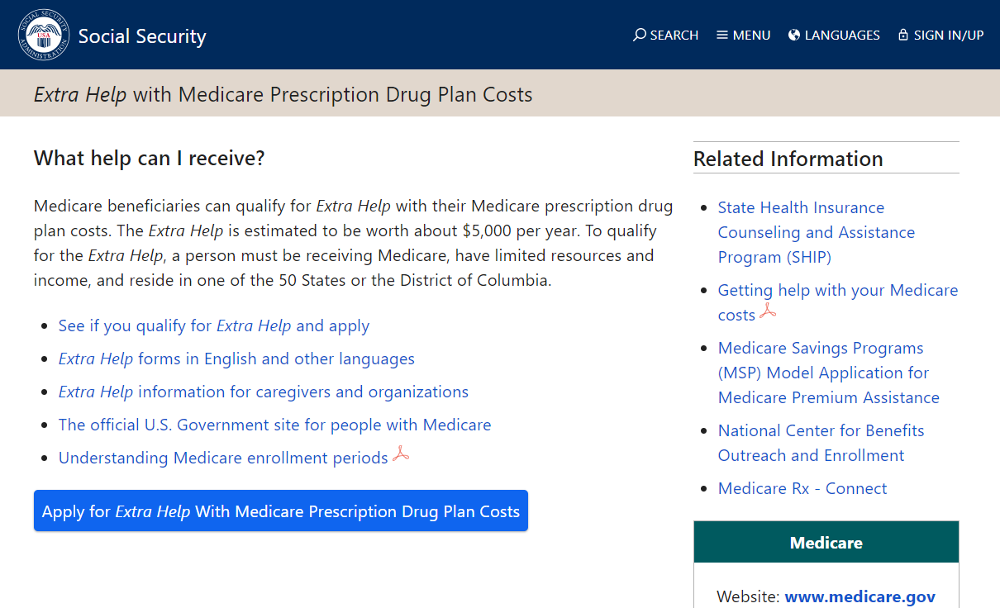 SOCIAL SECURITY ADMINISTRATION
USA
Social Security
SEARCH
MENU
LANGUAGES
SIGN IN/UP
Extra Help with Medicare Prescription Drug Plan Costs
What help can I receive?
Medicare beneficiaries can qualify for Extra Help with their Medicare prescription drug
plan costs. The Extra Help is estimated to be worth about $5,000 per year. To qualify
for the Extra Help, a person must be receiving Medicare, have limited resources and
income, and reside in one of the 50 States or the District of Columbia.
• See if you qualify for Extra Help and apply
• Extra Help forms in English and other languages
• Extra Help information for caregivers and organizations
• The official U.S. Government site for people with Medicare
• Understanding Medicare enrollment periods
Apply for Extra Help With Medicare Prescription Drug Plan Costs
Related Information
• State Health Insurance
Counseling and Assistance
Program (SHIP)
• Getting help with your Medicare
costs
• Medicare Savings Programs
(MSP) Model Application for
Medicare Premium Assistance
• National Center for Benefits
Outreach and Enrollment
• Medicare Rx - Connect
Medicare
Website: www.medicare.gov